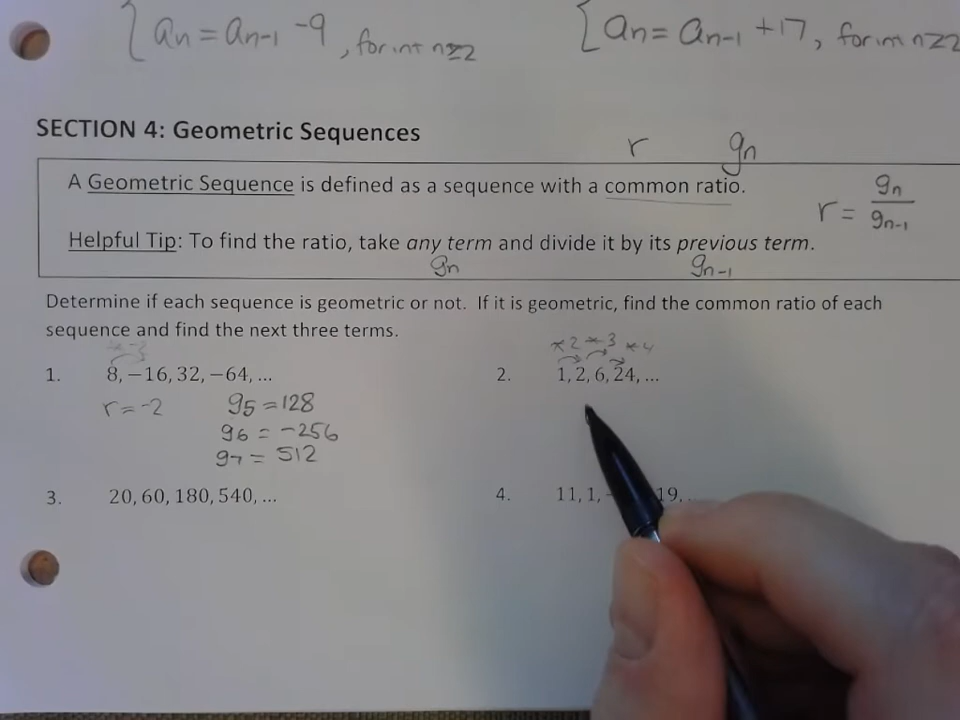 an = an-1 -9, for int n≥2
an = an-1 +17, for int n≥2
SECTION 4: Geometric Sequences
r gn
A Geometric Sequence is defined as a sequence with a common ratio.
r = gn/gn-1
Helpful Tip: To find the ratio, take any term and divide it by its previous term.
gn gn-1
Determine if each sequence is geometric or not. If it is geometric, find the common ratio of each
sequence and find the next three terms.
×2 ×3 ×4
1. 8, −16, 32, −64, ...
r = -2 g5 = 128
g6 = -256
g7 = 512
2. 1, 2, 6, 24, ...
3. 20, 60, 180, 540, ...
4. 11, 1, 19, ...